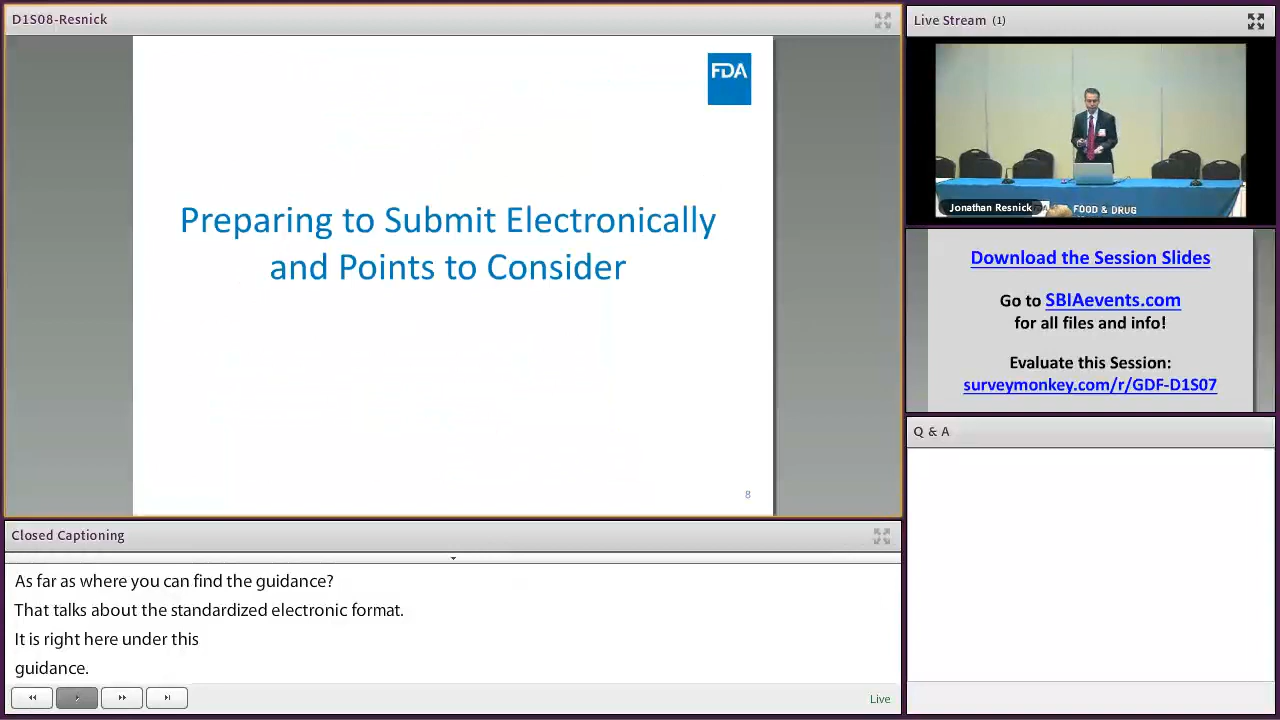 D1S08-Resnick
FDA
Preparing to Submit Electronically
and Points to Consider
8
Closed Captioning
As far as where you can find the guidance?
That talks about the standardized electronic format.
It is right here under this
guidance.
Live
Live Stream (1)
Jonathan Resnick
FOOD & DRUG
Download the Session Slides
Go to SBIAevents.com
for all files and info!
Evaluate this Session:
surveymonkey.com/r/GDF-D1S07
Q & A